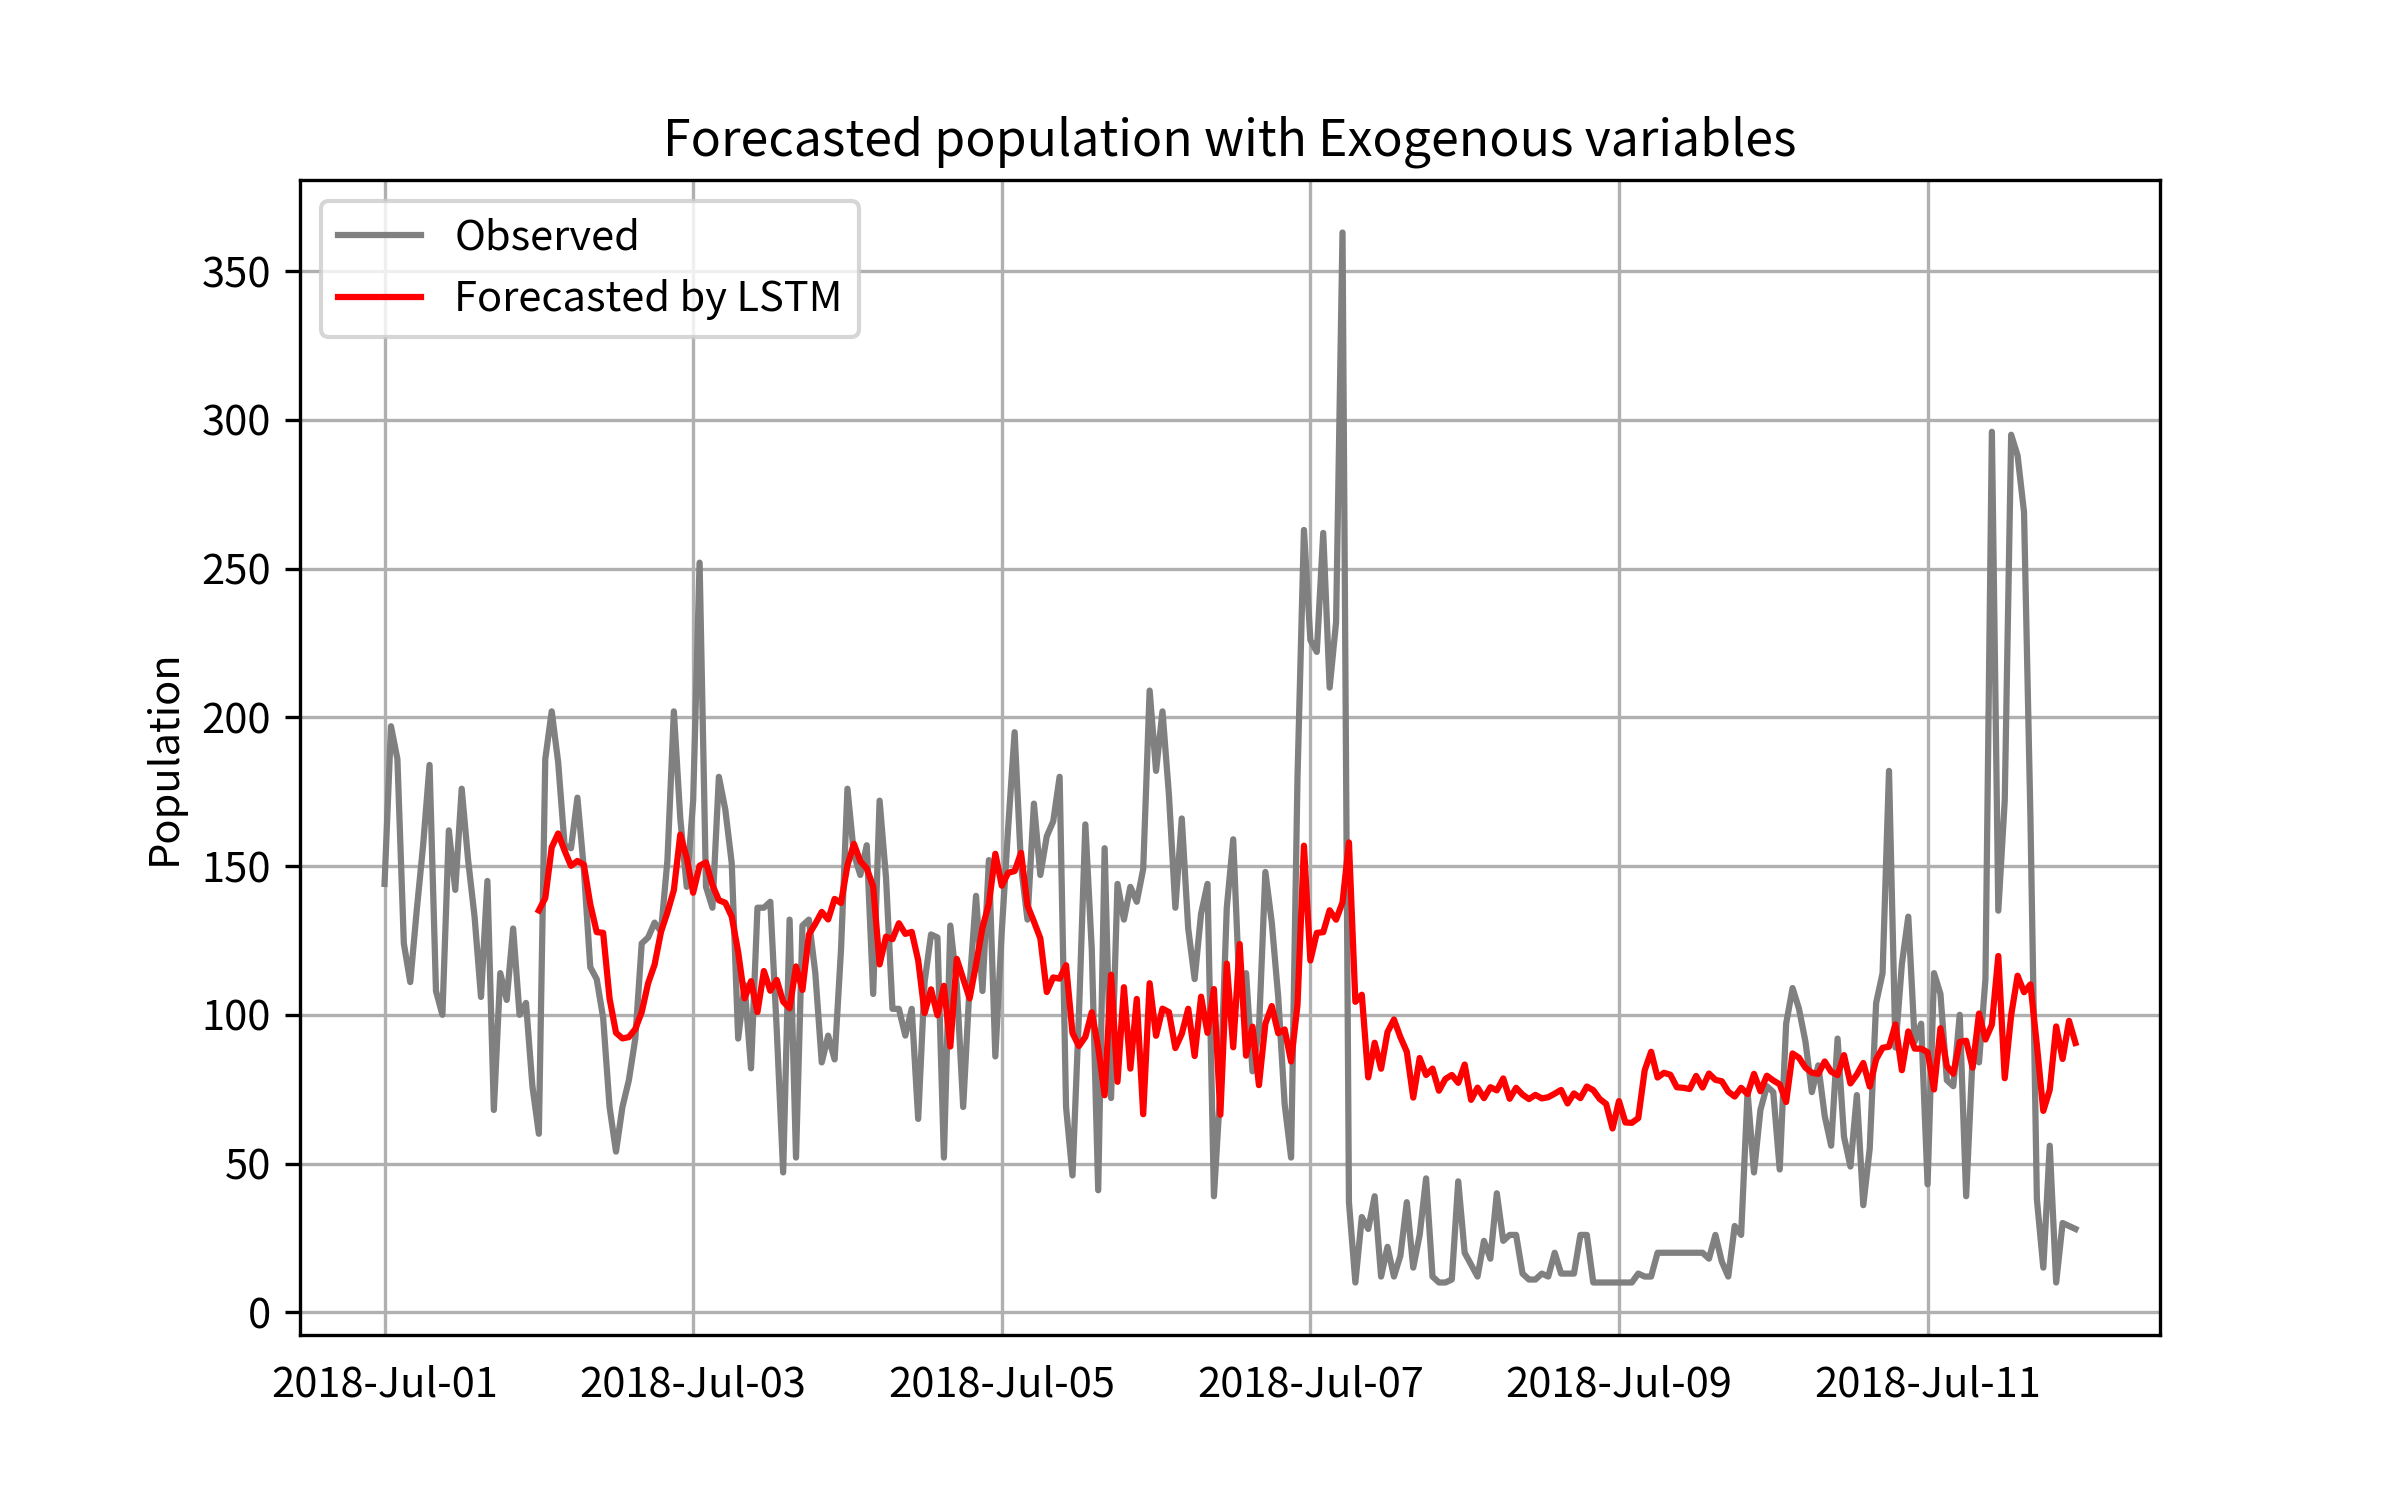 Forecasted population with Exogenous variables
Observed
Forecasted by LSTM
Population
350
300
250
200
150
100
50
0
2018-Jul-01 2018-Jul-03 2018-Jul-05 2018-Jul-07 2018-Jul-09 2018-Jul-11